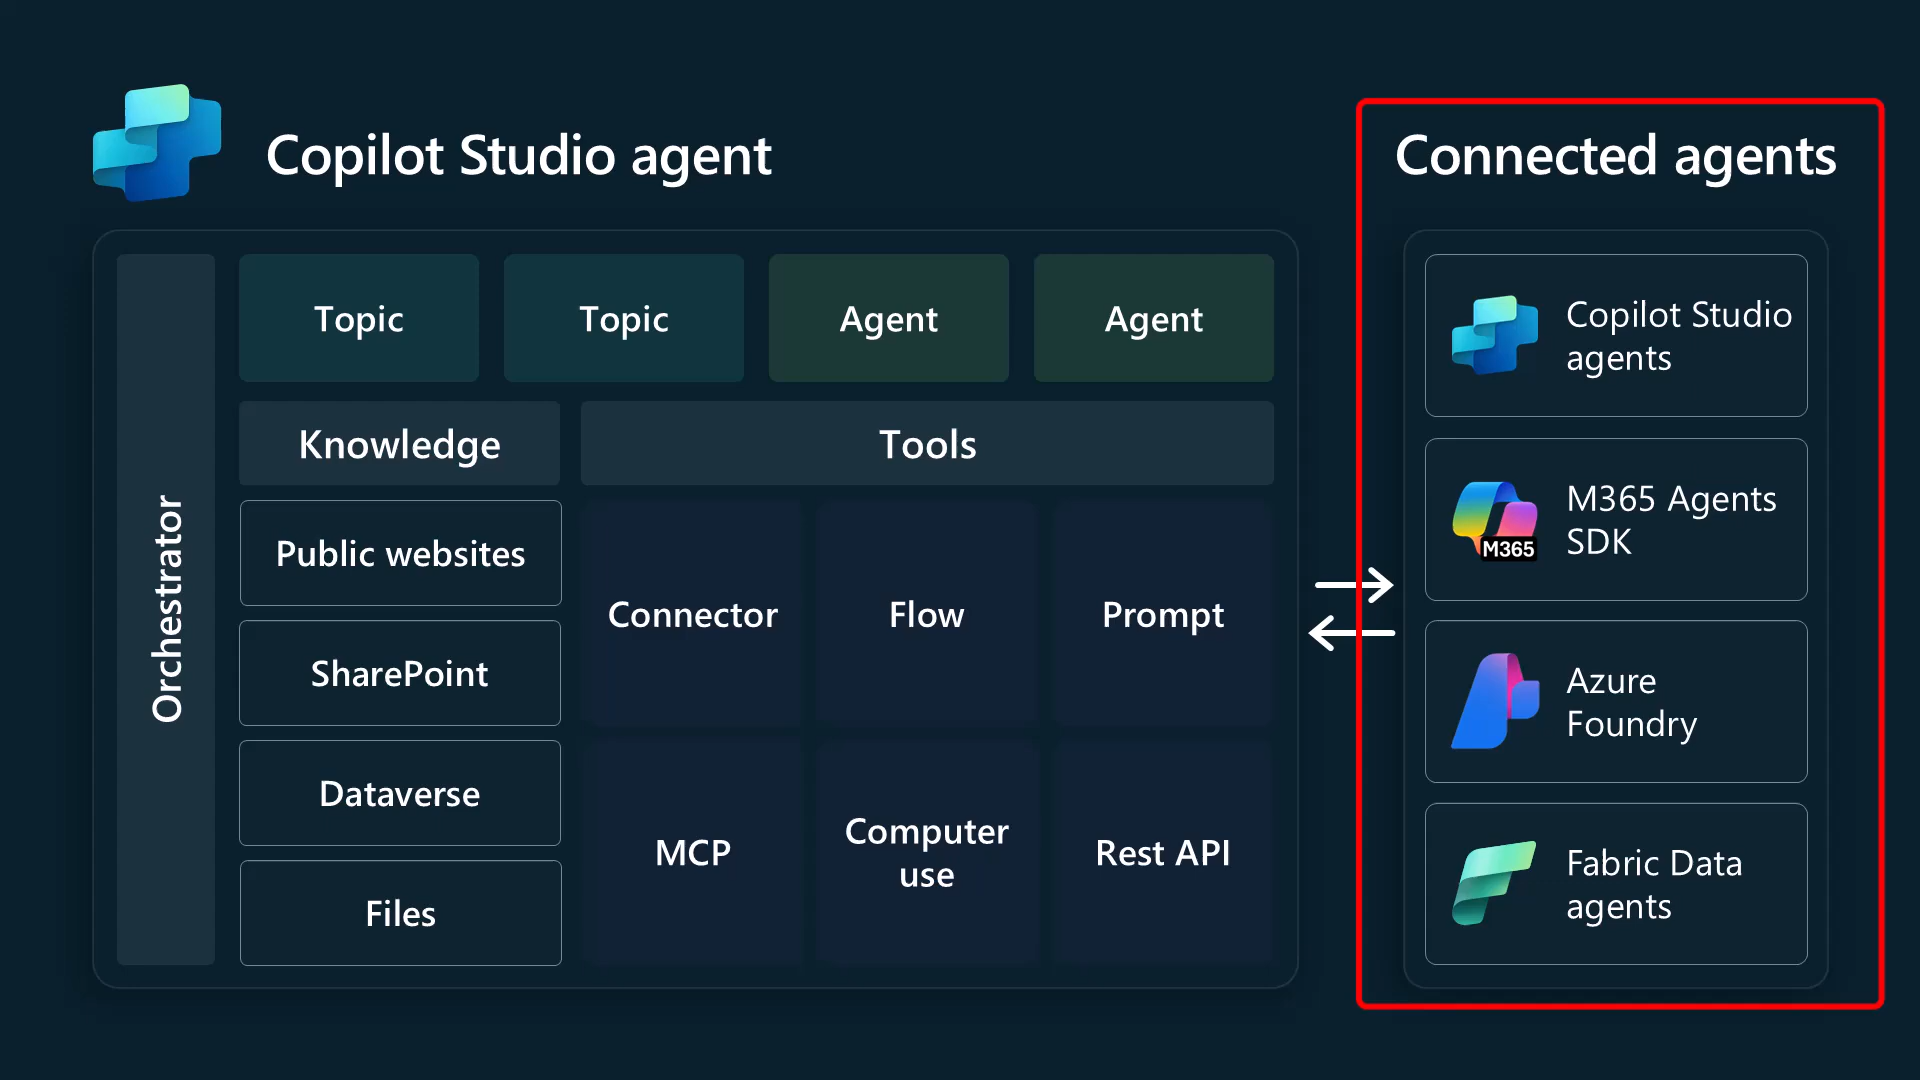 Copilot Studio agent
Orchestrator
Topic
Topic
Agent
Agent
Knowledge
Tools
Public websites
SharePoint
Dataverse
Files
Connector
Flow
Prompt
MCP
Computer
use
Rest API
Connected agents
Copilot Studio
agents
M365
M365 Agents
SDK
Azure
Foundry
Fabric Data
agents